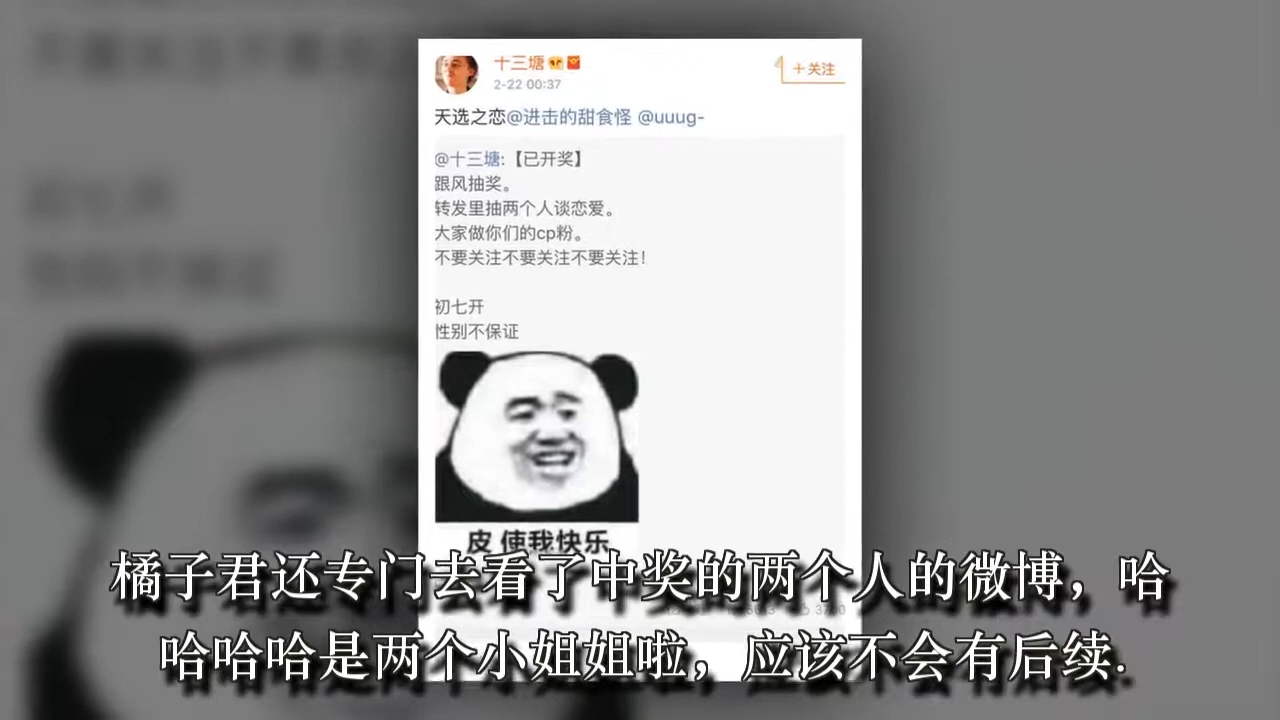 十三塘
2-22 00:37
+关注
天选之恋@进击的甜食怪 @uuug-
@十三塘:【已开奖】
跟风抽奖。
转发里抽两个人谈恋爱。
大家做你们的cp粉。
不要关注不要关注不要关注！
初七开
性别不保证
皮 使我快乐
橘子君还专门去看了中奖的两个人的微博，哈
哈哈哈是两个小姐姐啦，应该不会有后续.